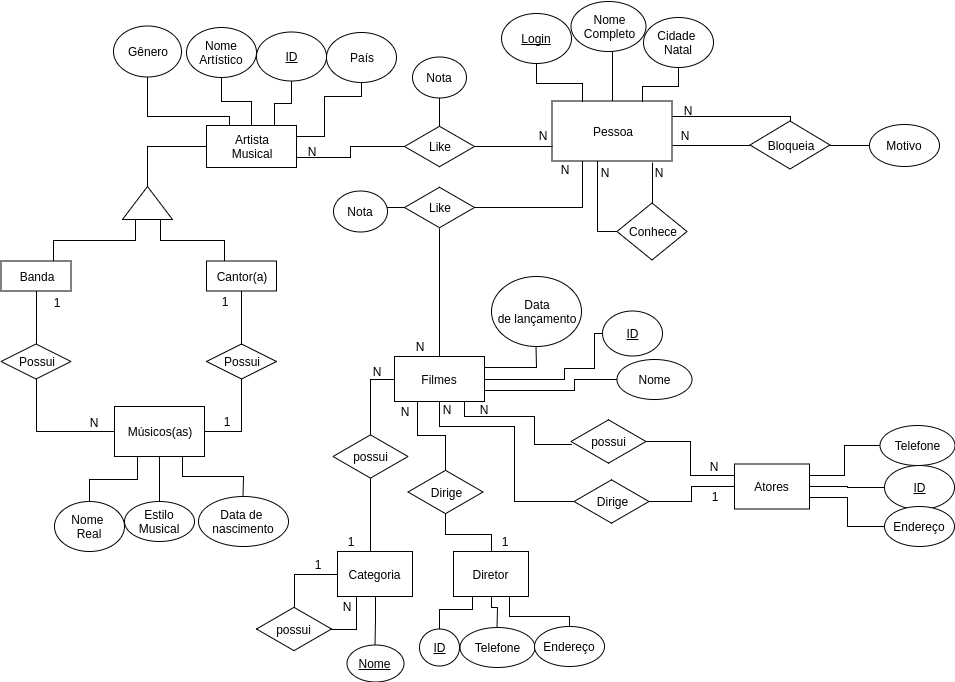 Login
Nome
Completo
Cidade
Natal
Gênero
Nome
Artístico
ID
País
Nota
Artista
Musical
N
Like
N
Pessoa
N
N
Bloqueia
Motivo
N
N
N
Nota
Like
Conhece
Banda
Cantor(a)
1
1
Data
de lançamento
ID
Possui
Possui
N
Filmes
Nome
N
N
N
N
N
1
Músicos(as)
possui
possui
N
Telefone
Atores
ID
Dirige
Dirige
1
Endereço
Nome
Real
Estilo
Musical
Data de
nascimento
1
1
1
Categoria
Diretor
N
possui
Nome
ID
Telefone
Endereço